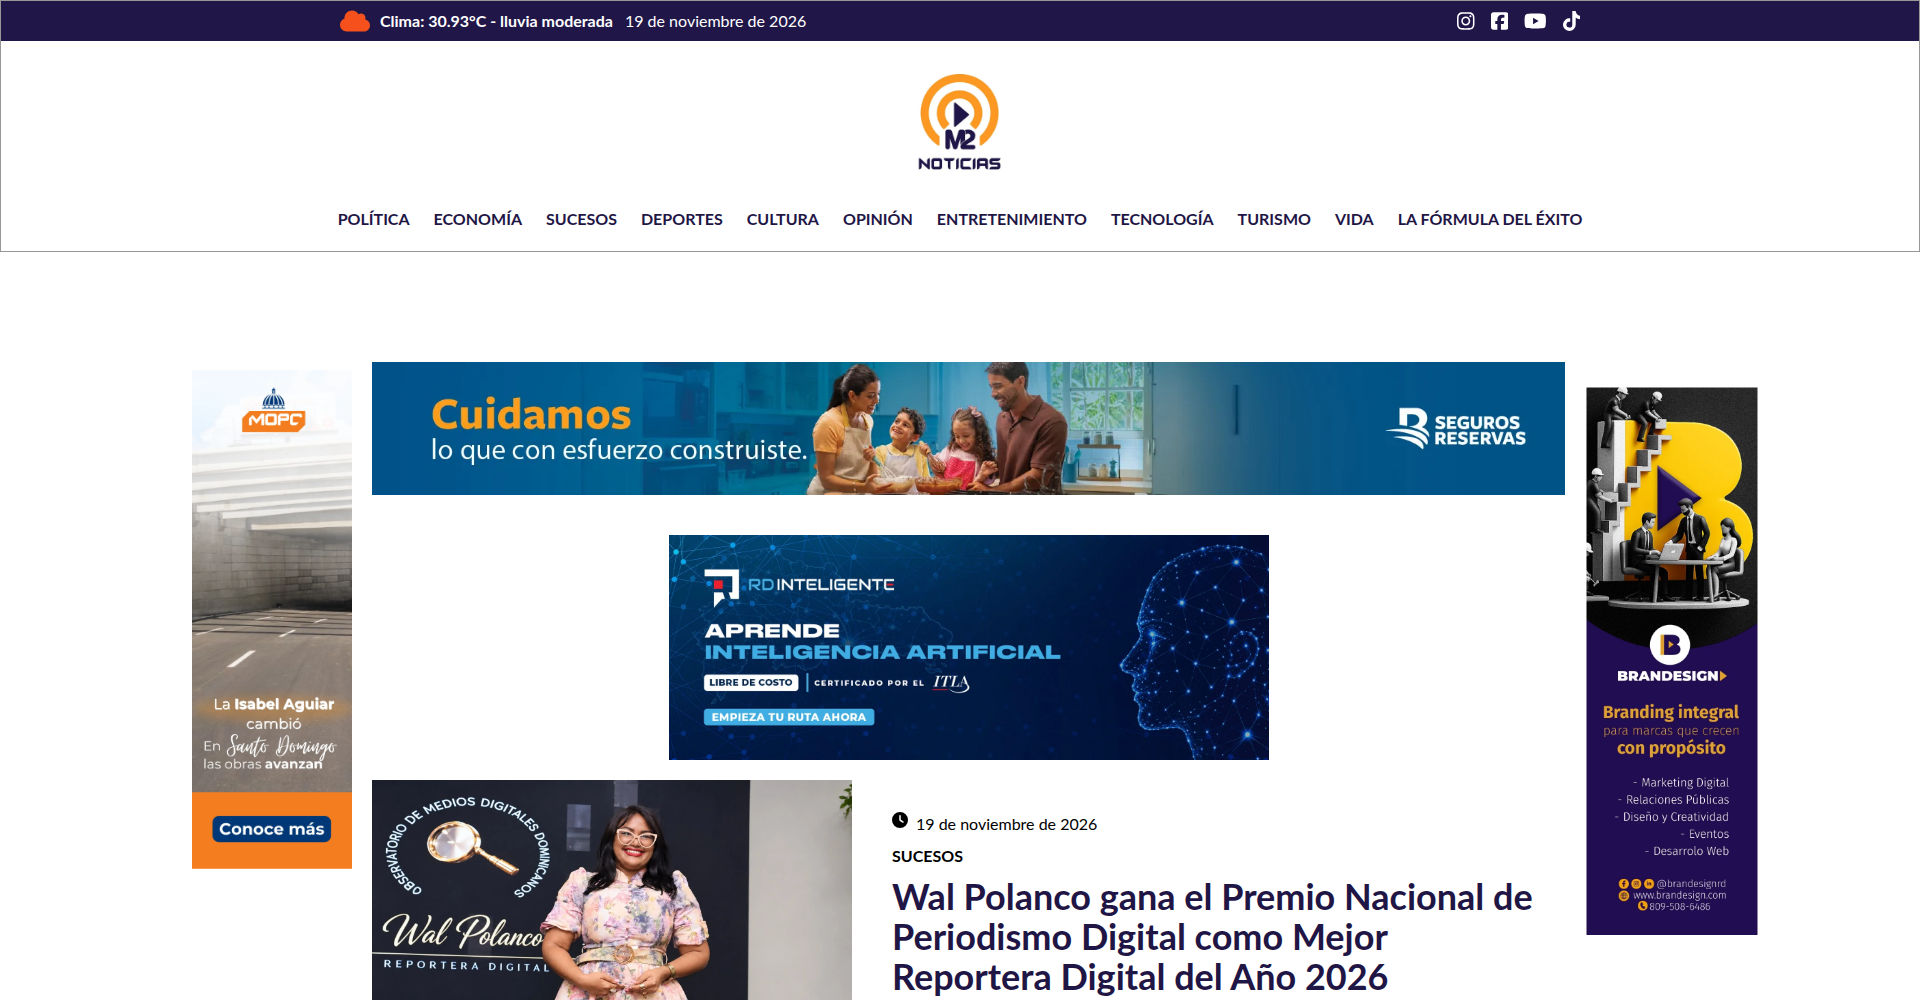 Clima: 30.93°C - lluvia moderada 19 de noviembre de 2026
M2
NOTICIAS
POLÍTICA ECONOMÍA SUCESOS DEPORTES CULTURA OPINIÓN ENTRETENIMIENTO TECNOLOGÍA TURISMO VIDA LA FÓRMULA DEL ÉXITO
MOPC
La Isabel Aguiar
cambió
En Santo Domingo
las obras avanzan
Conoce más
Cuidamos
lo que con esfuerzo construiste.
SEGUROS
RESERVAS
RD INTELIGENTE
APRENDE
INTELIGENCIA ARTIFICIAL
LIBRE DE COSTO CERTIFICADO POR EL ITLA
EMPIEZA TU RUTA AHORA
BRANDESIGN
Branding integral
para marcas que crecen
con propósito
- Marketing Digital
- Relaciones Públicas
- Diseño y Creatividad
- Eventos
- Desarrolo Web
@brandesignrd
www.brandesign.com
809-508-6486
OBSERVATORIO DE MEDIOS DIGITALES DOMINICANOS
Wal Polanco
REPORTERA DIGITAL
19 de noviembre de 2026
SUCESOS
Wal Polanco gana el Premio Nacional de
Periodismo Digital como Mejor
Reportera Digital del Año 2026